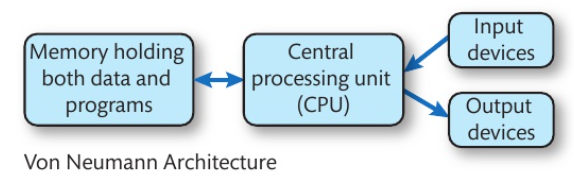 Memory holding
both data and
programs
Central
processing unit
(CPU)
Input
devices
Output
devices
Von Neumann Architecture